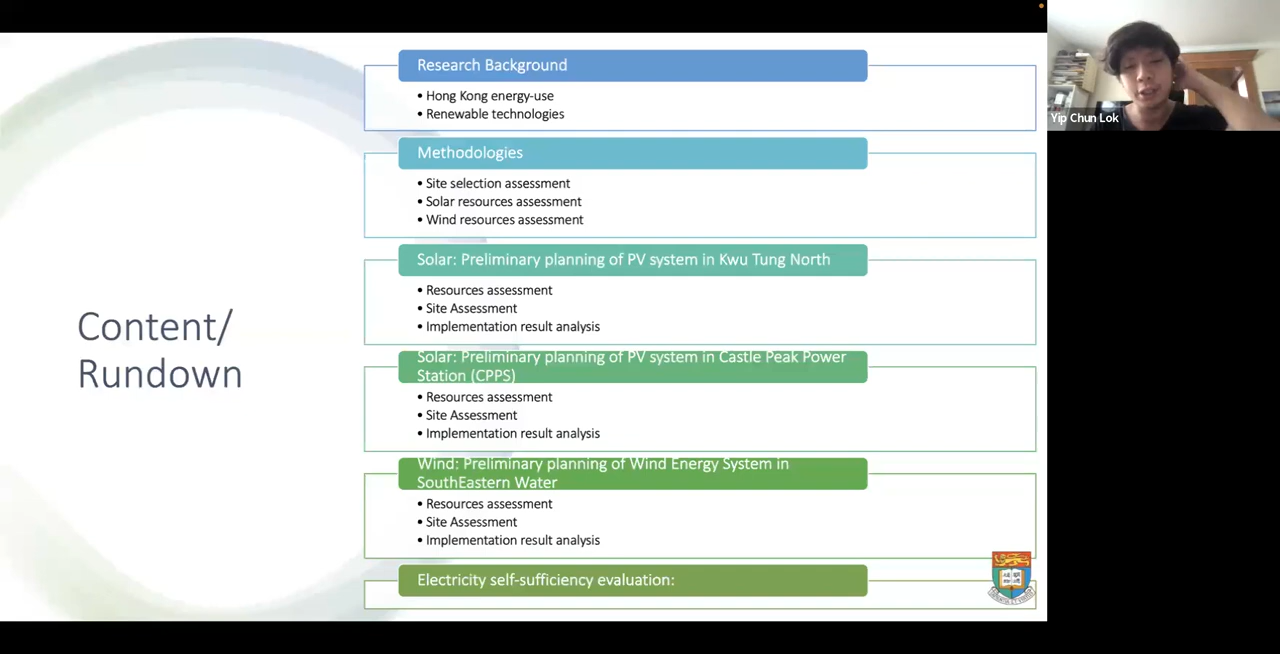 Content/
Rundown
Research Background
• Hong Kong energy-use
• Renewable technologies
Methodologies
• Site selection assessment
• Solar resources assessment
• Wind resources assessment
Solar: Preliminary planning of PV system in Kwu Tung North
• Resources assessment
• Site Assessment
• Implementation result analysis
Solar: Preliminary planning of PV system in Castle Peak Power
Station (CPPS)
• Resources assessment
• Site Assessment
• Implementation result analysis
Wind: Preliminary planning of Wind Energy System in
SouthEastern Water
• Resources assessment
• Site Assessment
• Implementation result analysis
Electricity self-sufficiency evaluation:
Yip Chun Lok